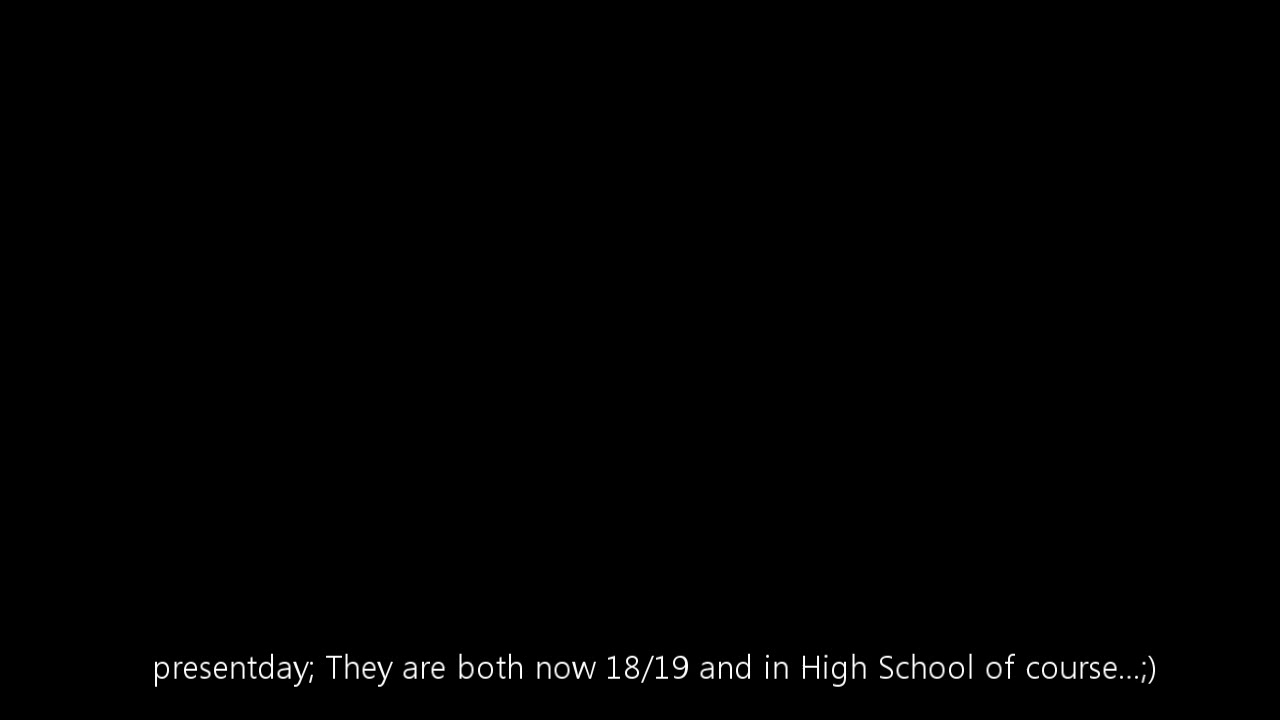 presentday; They are both now 18/19 and in High School of course...;)